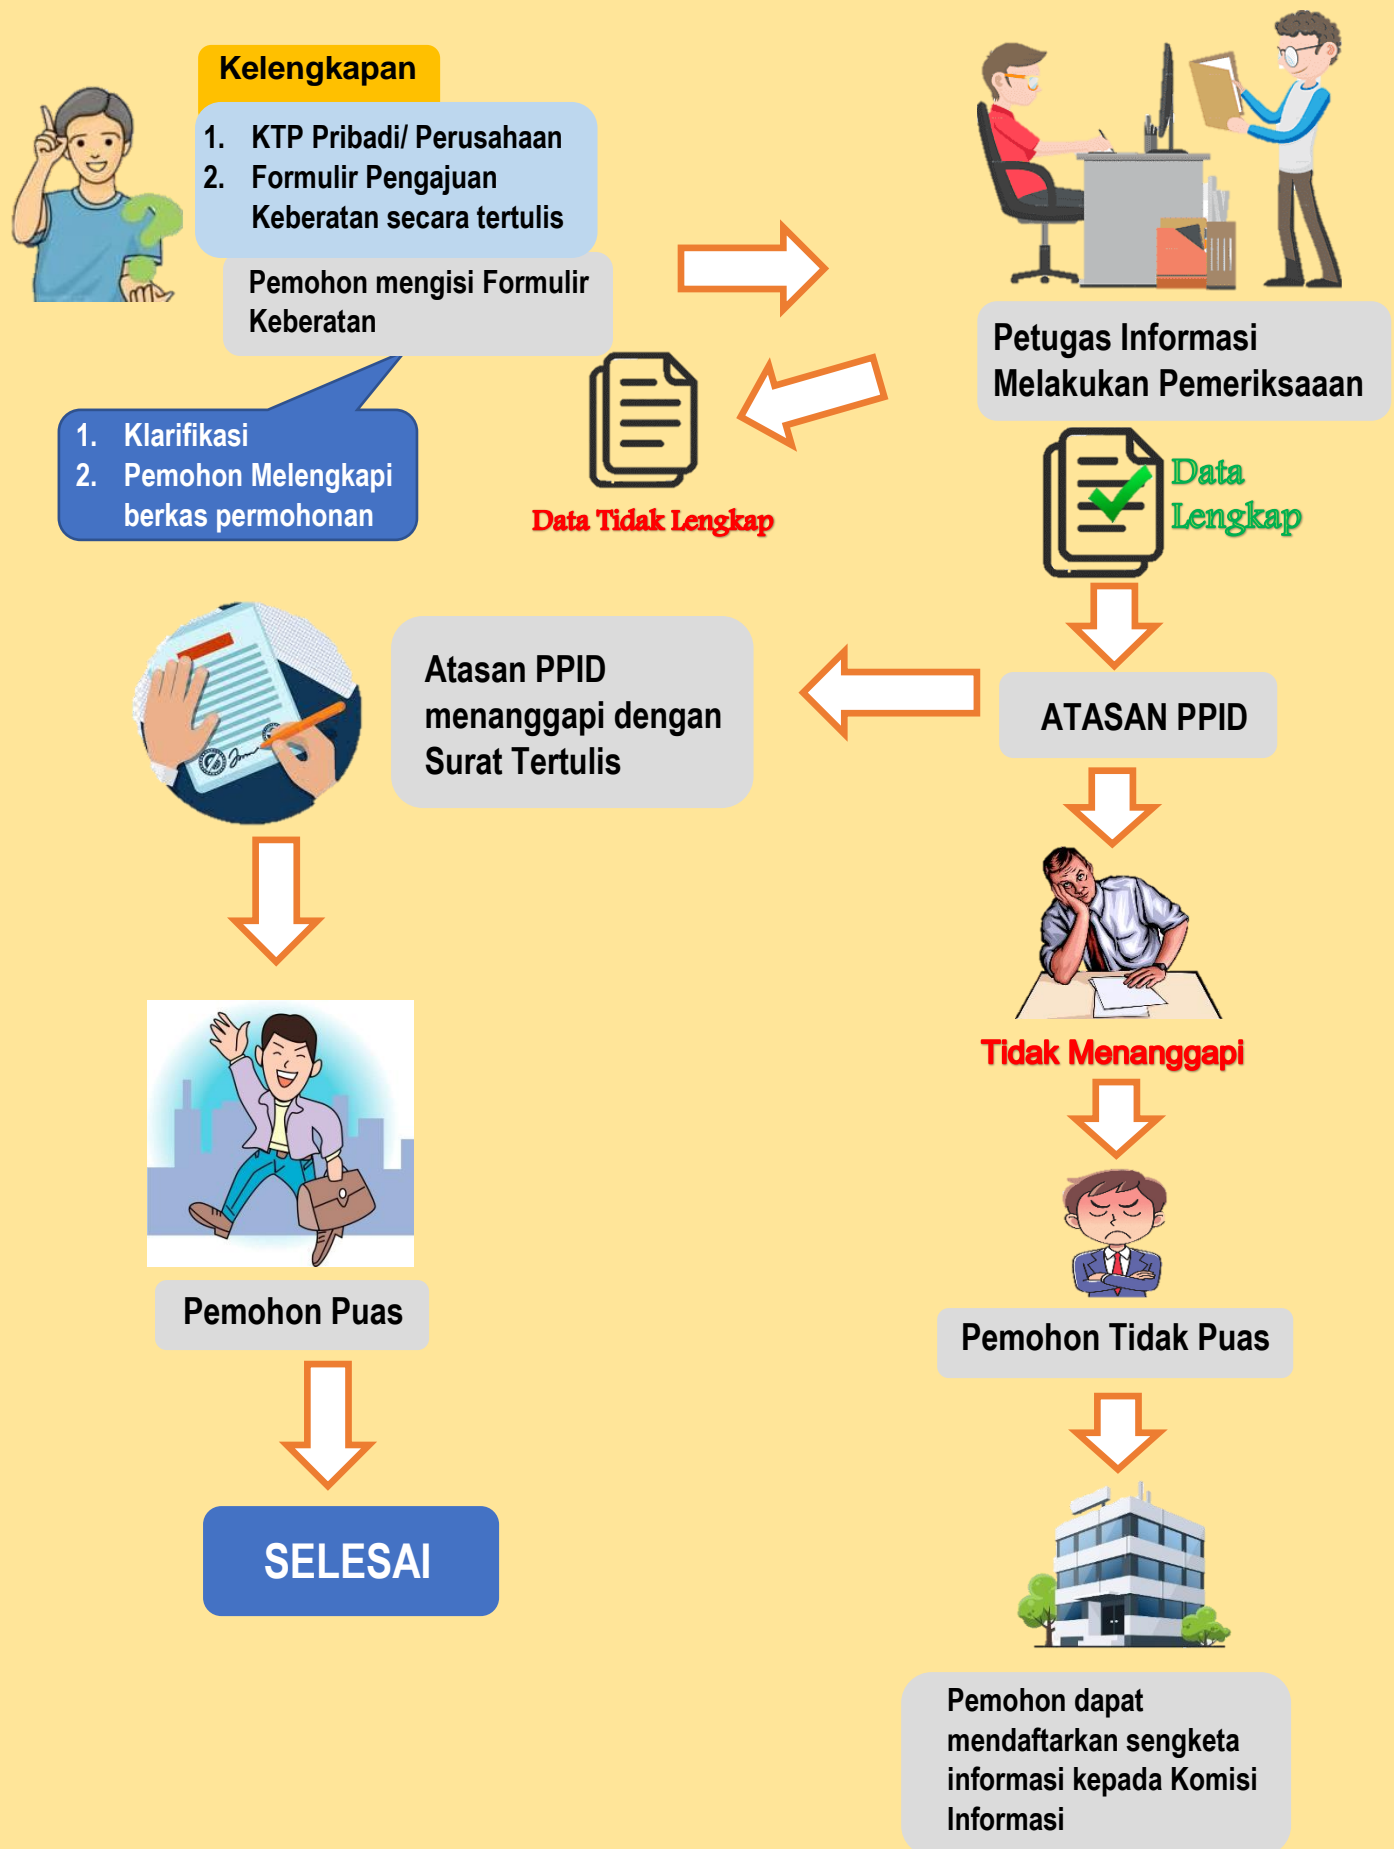 Kelengkapan
1. KTP Pribadi/ Perusahaan
2. Formulir Pengajuan
Keberatan secara tertulis
Pemohon mengisi Formulir
Keberatan
Petugas Informasi
Melakukan Pemeriksaaan
1. Klarifikasi
2. Pemohon Melengkapi
berkas permohonan
Data Tidak Lengkap
Data
Lengkap
Atasan PPID
menanggapi dengan
Surat Tertulis
ATASAN PPID
Tidak Menanggapi
Pemohon Puas
Pemohon Tidak Puas
SELESAI
Pemohon dapat
mendaftarkan sengketa
informasi kepada Komisi
Informasi